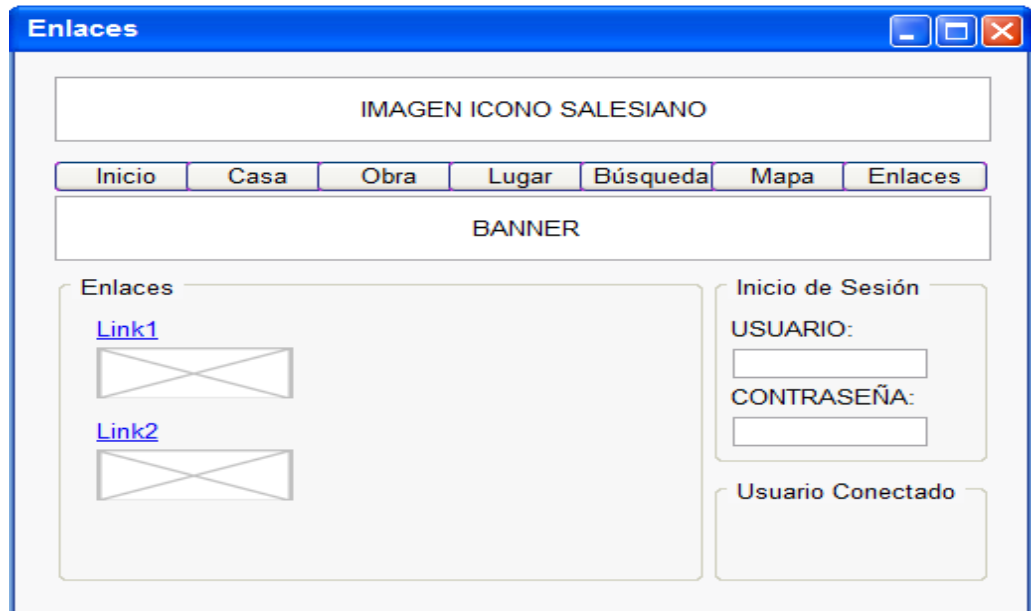 Enlaces
IMAGEN ICONO SALESIANO
Inicio Casa Obra Lugar Búsqueda Mapa Enlaces
BANNER
Enlaces
Link1
Link2
Inicio de Sesión
USUARIO:
CONTRASEÑA:
Usuario Conectado